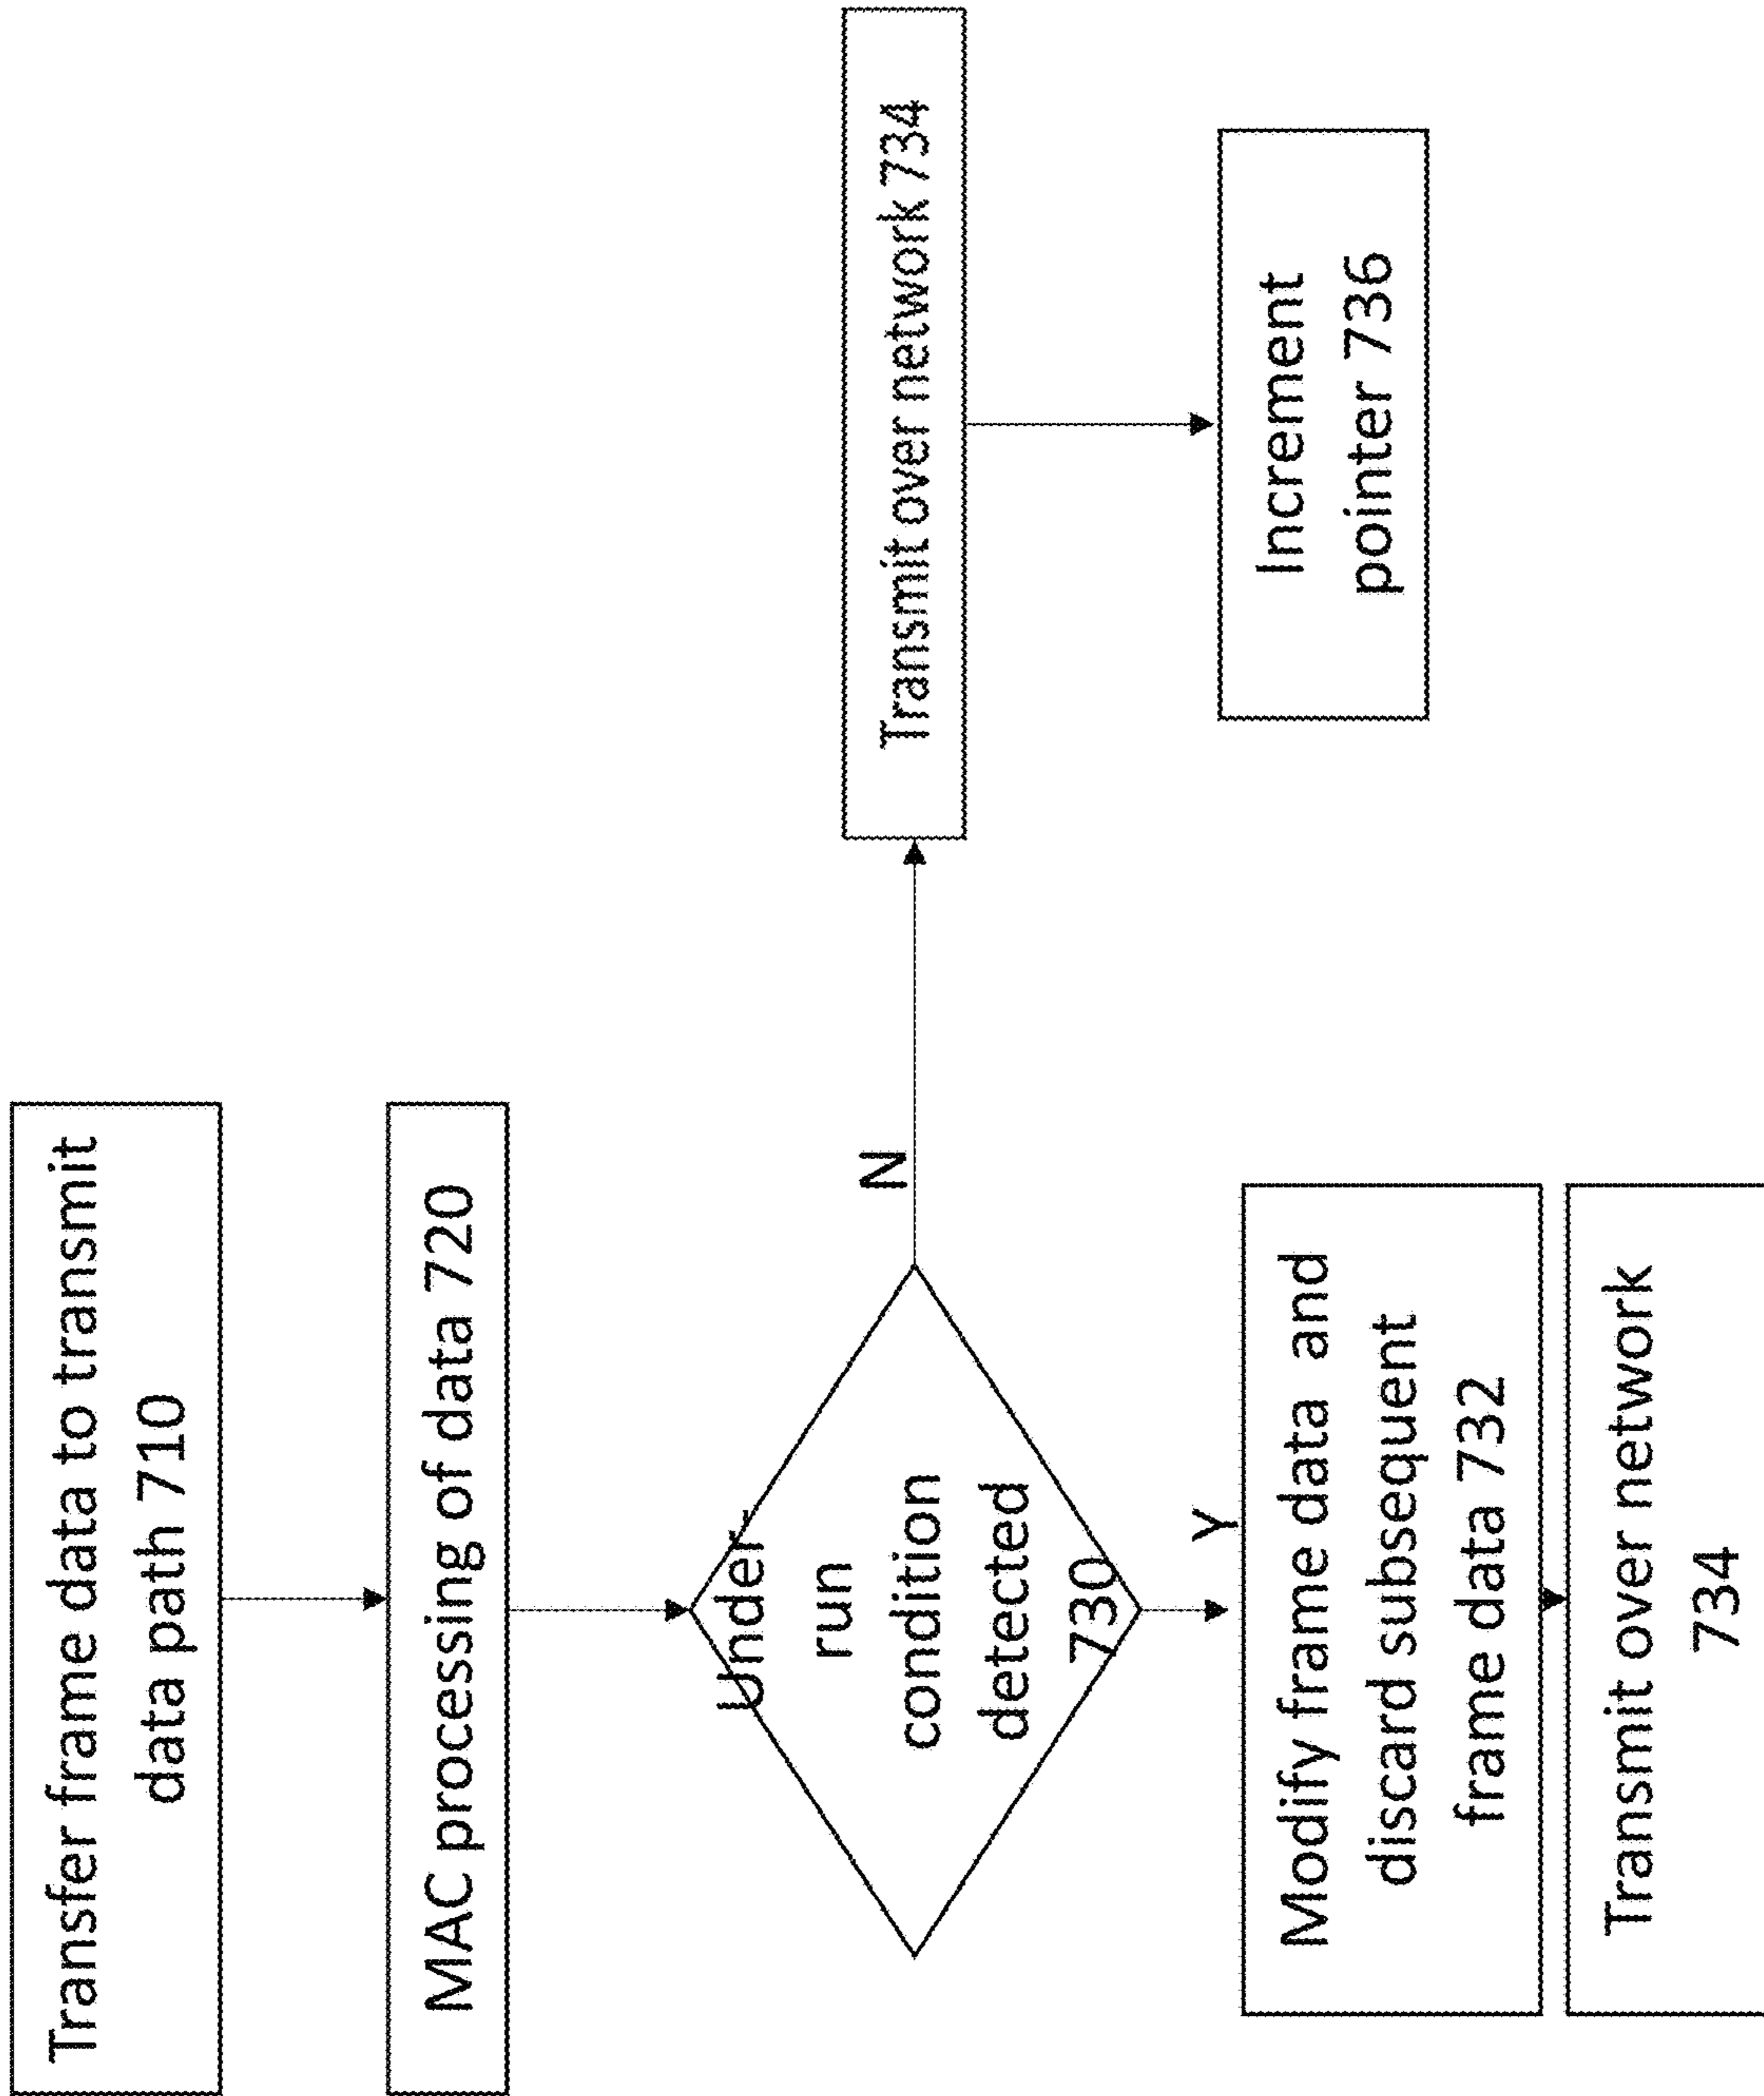 Transfer frame data to transmit
data path 710
MAC processing of data 720
Under-
run
condition
detected
730
N
Transmit over network 734
Increment
pointer 736
Y
Modify frame data and
discard subsequent
frame data 732
Transmit over network
734